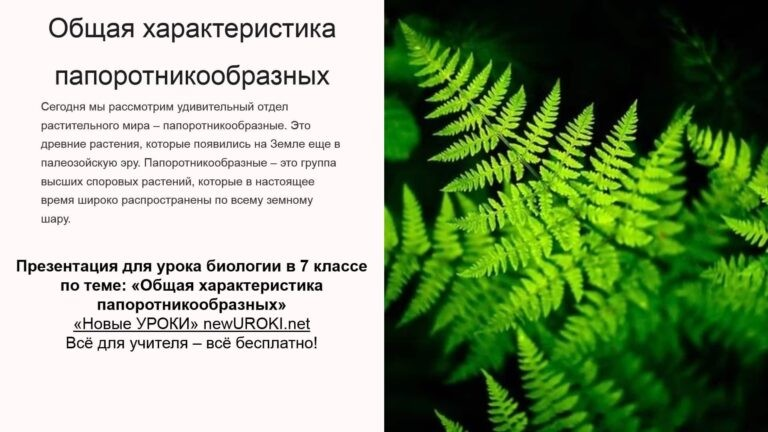 Общая характеристика
папоротникообразных
Сегодня мы рассмотрим удивительный отдел
растительного мира – папоротникообразные. Это
древние растения, которые появились на Земле еще в
палеозойскую эру. Папоротникообразные – это группа
высших споровых растений, которые в настоящее
время широко распространены по всему земному
шару.
Презентация для урока биологии в 7 классе
по теме: «Общая характеристика
папоротникообразных»
«Новые УРОКИ» newUROKI.net
Всё для учителя – всё бесплатно!